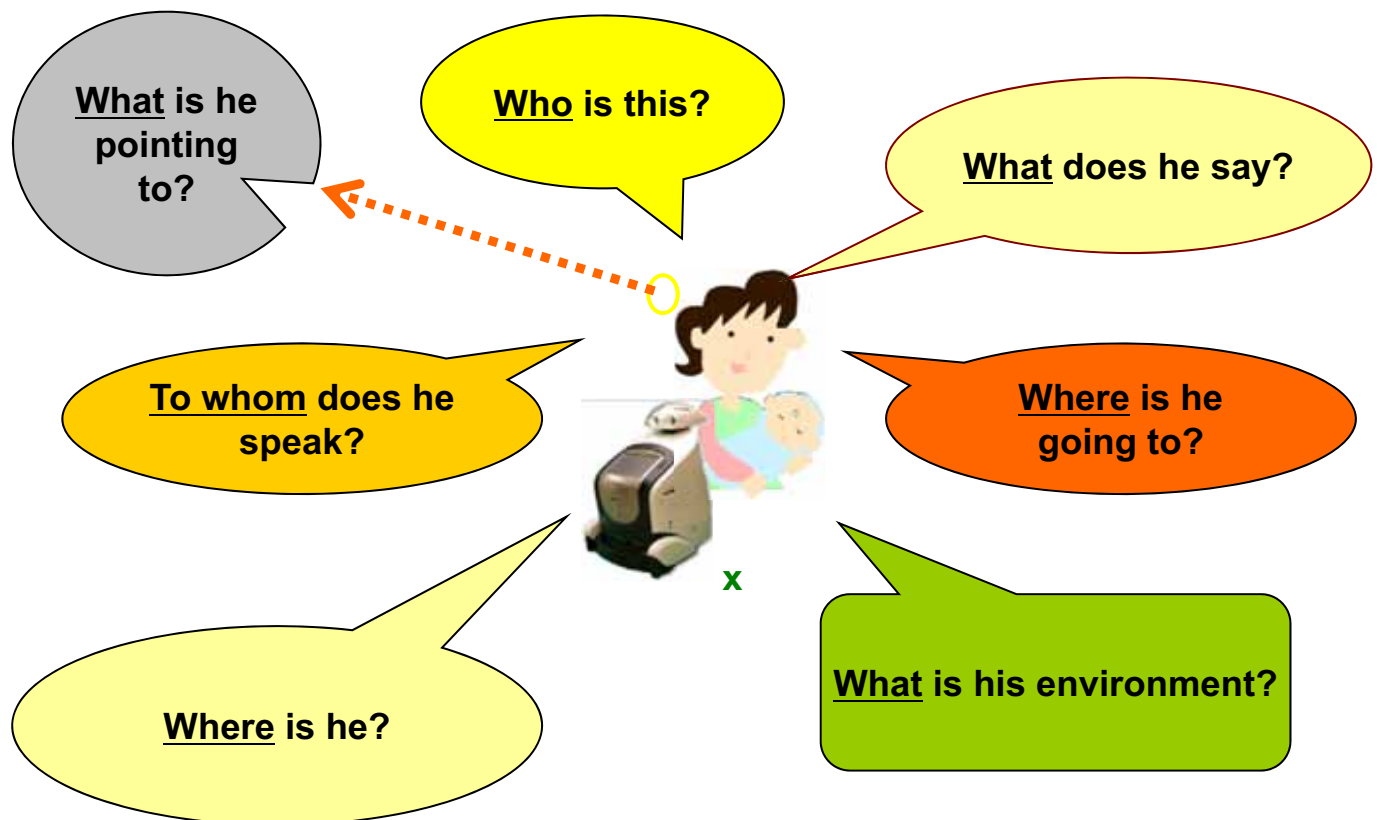 What is he
pointing
to?
Who is this?
What does he say?
To whom does he
speak?
Where is he
going to?
x
Where is he?
What is his environment?